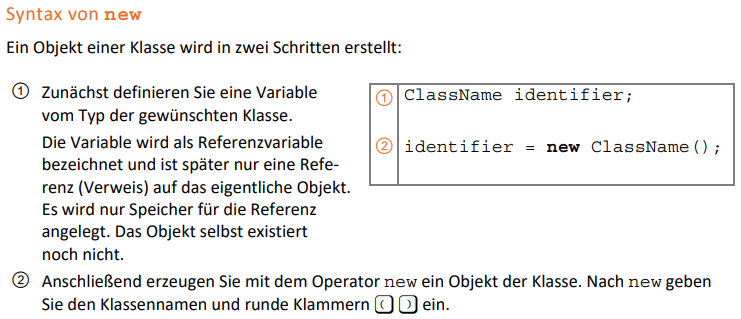 Syntax von new
Ein Objekt einer Klasse wird in zwei Schritten erstellt:
① Zunächst definieren Sie eine Variable
vom Typ der gewünschten Klasse.
Die Variable wird als Referenzvariable
bezeichnet und ist später nur eine Refe-
renz (Verweis) auf das eigentliche Objekt.
Es wird nur Speicher für die Referenz
angelegt. Das Objekt selbst existiert
noch nicht.
① ClassName identifier;
② identifier = new ClassName();
② Anschließend erzeugen Sie mit dem Operator new ein Objekt der Klasse. Nach new geben
Sie den Klassennamen und runde Klammern ( ) ein.